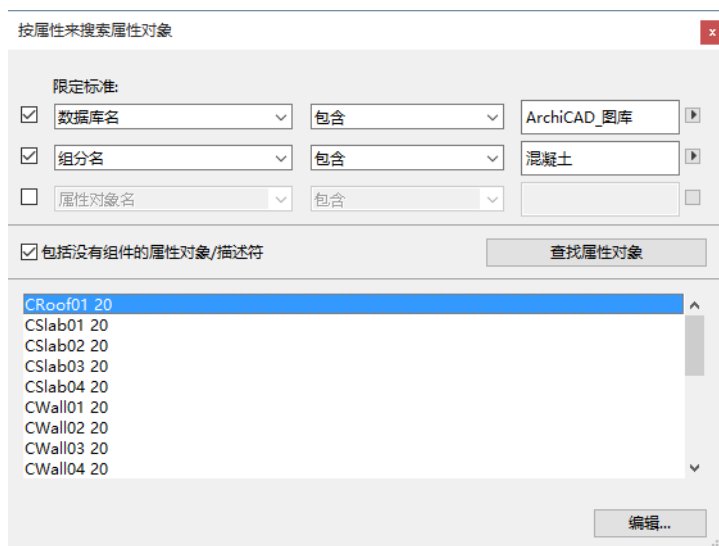 按属性来搜索属性对象
限定标准:
数据库名 包含 ArchiCAD_图库
组分名 包含 混凝土
属性对象名 包含
包括没有组件的属性对象/描述符 查找属性对象
CRoof01 20
CSlab01 20
CSlab02 20
CSlab03 20
CSlab04 20
CWall01 20
CWall02 20
CWall03 20
CWall04 20
编辑...